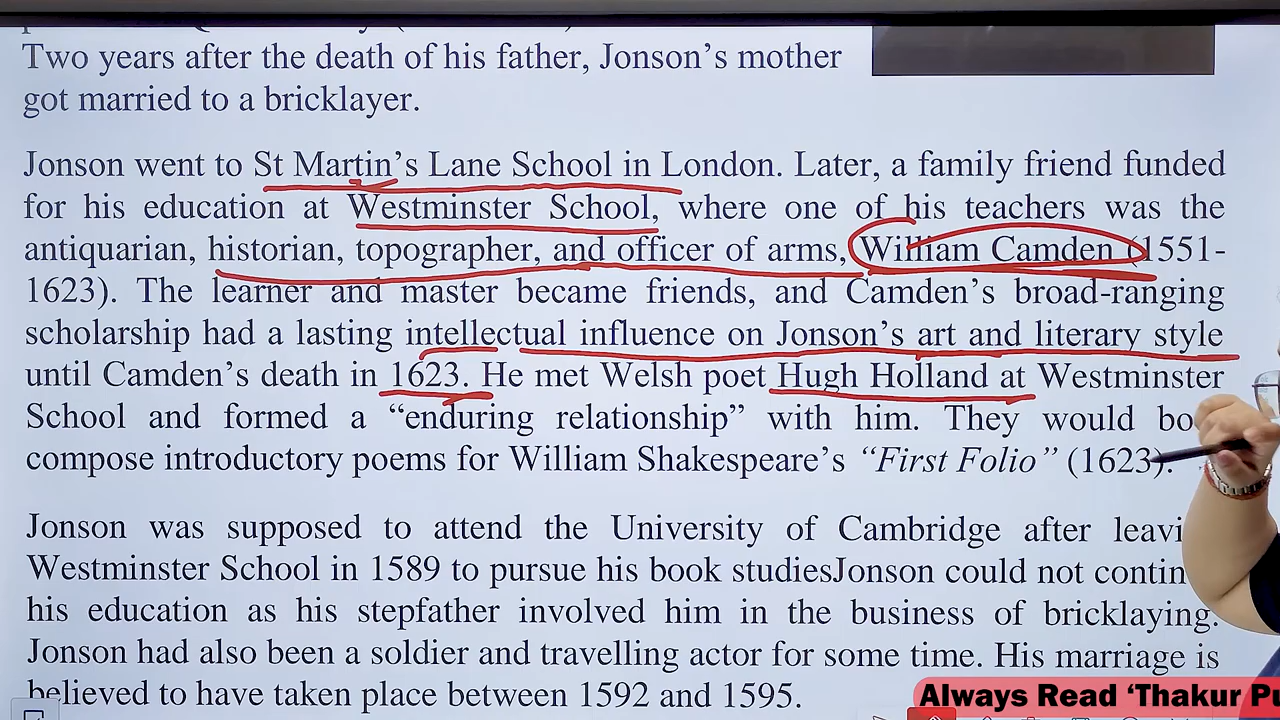 Two years after the death of his father, Jonson’s mother
got married to a bricklayer.
Jonson went to St Martin’s Lane School in London. Later, a family friend funded
for his education at Westminster School, where one of his teachers was the
antiquarian, historian, topographer, and officer of arms, William Camden (1551-
1623). The learner and master became friends, and Camden’s broad-ranging
scholarship had a lasting intellectual influence on Jonson’s art and literary style
until Camden’s death in 1623. He met Welsh poet Hugh Holland at Westminster
School and formed a “enduring relationship” with him. They would bo
compose introductory poems for William Shakespeare’s “First Folio” (1623).
Jonson was supposed to attend the University of Cambridge after leavi
Westminster School in 1589 to pursue his book studiesJonson could not contin
his education as his stepfather involved him in the business of bricklaying.
Jonson had also been a soldier and travelling actor for some time. His marriage is
believed to have taken place between 1592 and 1595.
Always Read ‘Thakur Pu